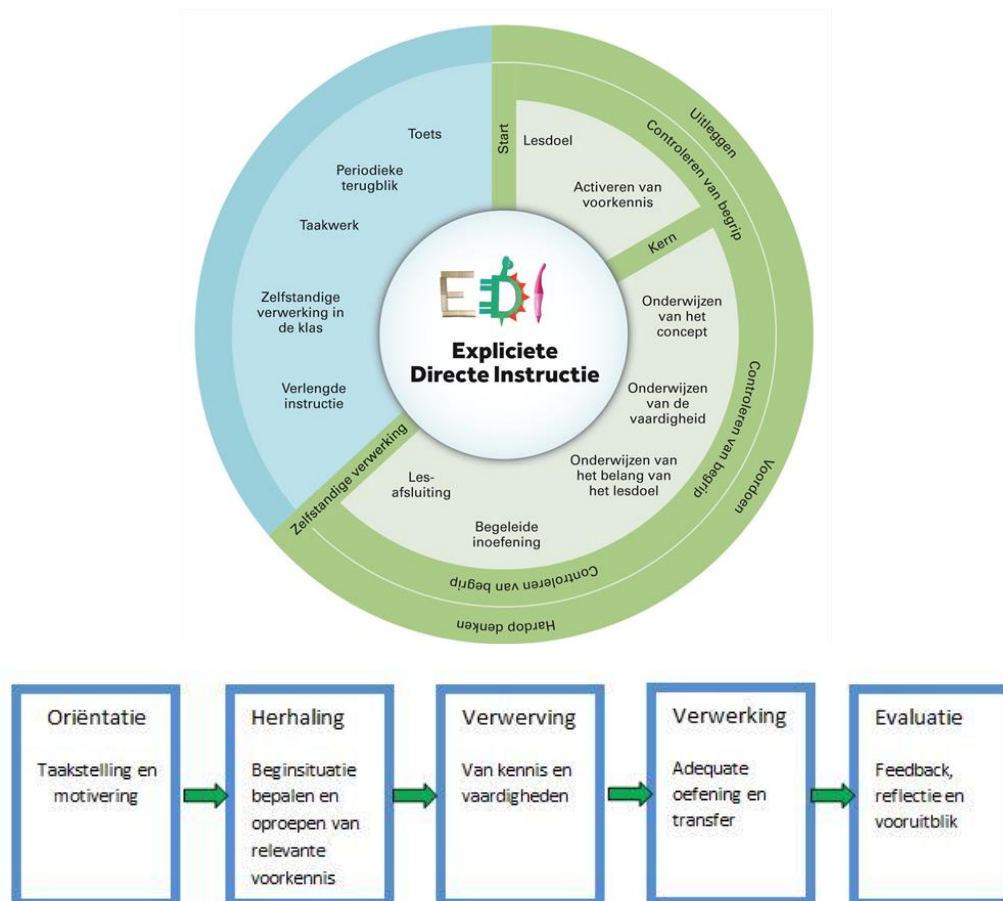 Start
Lesdoel
Activeren van
voorkennis
Uitleggen
Controleren van begrip
Kern
Onderwijzen
van het
concept
Onderwijzen
van de
vaardigheid
Onderwijzen van
het belang van
het lesdoel
Controleren van begrip
Voordoen
Begeleide
inoefening
Les-
afsluiting
Controleren van begrip
Hardop denken
Zelfstandige verwerking
Verlengde
instructie
Zelfstandige
verwerking in
de klas
Taakwerk
Periodieke
terugblik
Toets
EDI
Expliciete
Directe Instructie
Oriëntatie
Taakstelling en
motivering
Herhaling
Beginsituatie
bepalen en
oproepen van
relevante
voorkennis
Verwerving
Van kennis en
vaardigheden
Verwerking
Adequate
oefening en
transfer
Evaluatie
Feedback,
reflectie en
vooruitblik